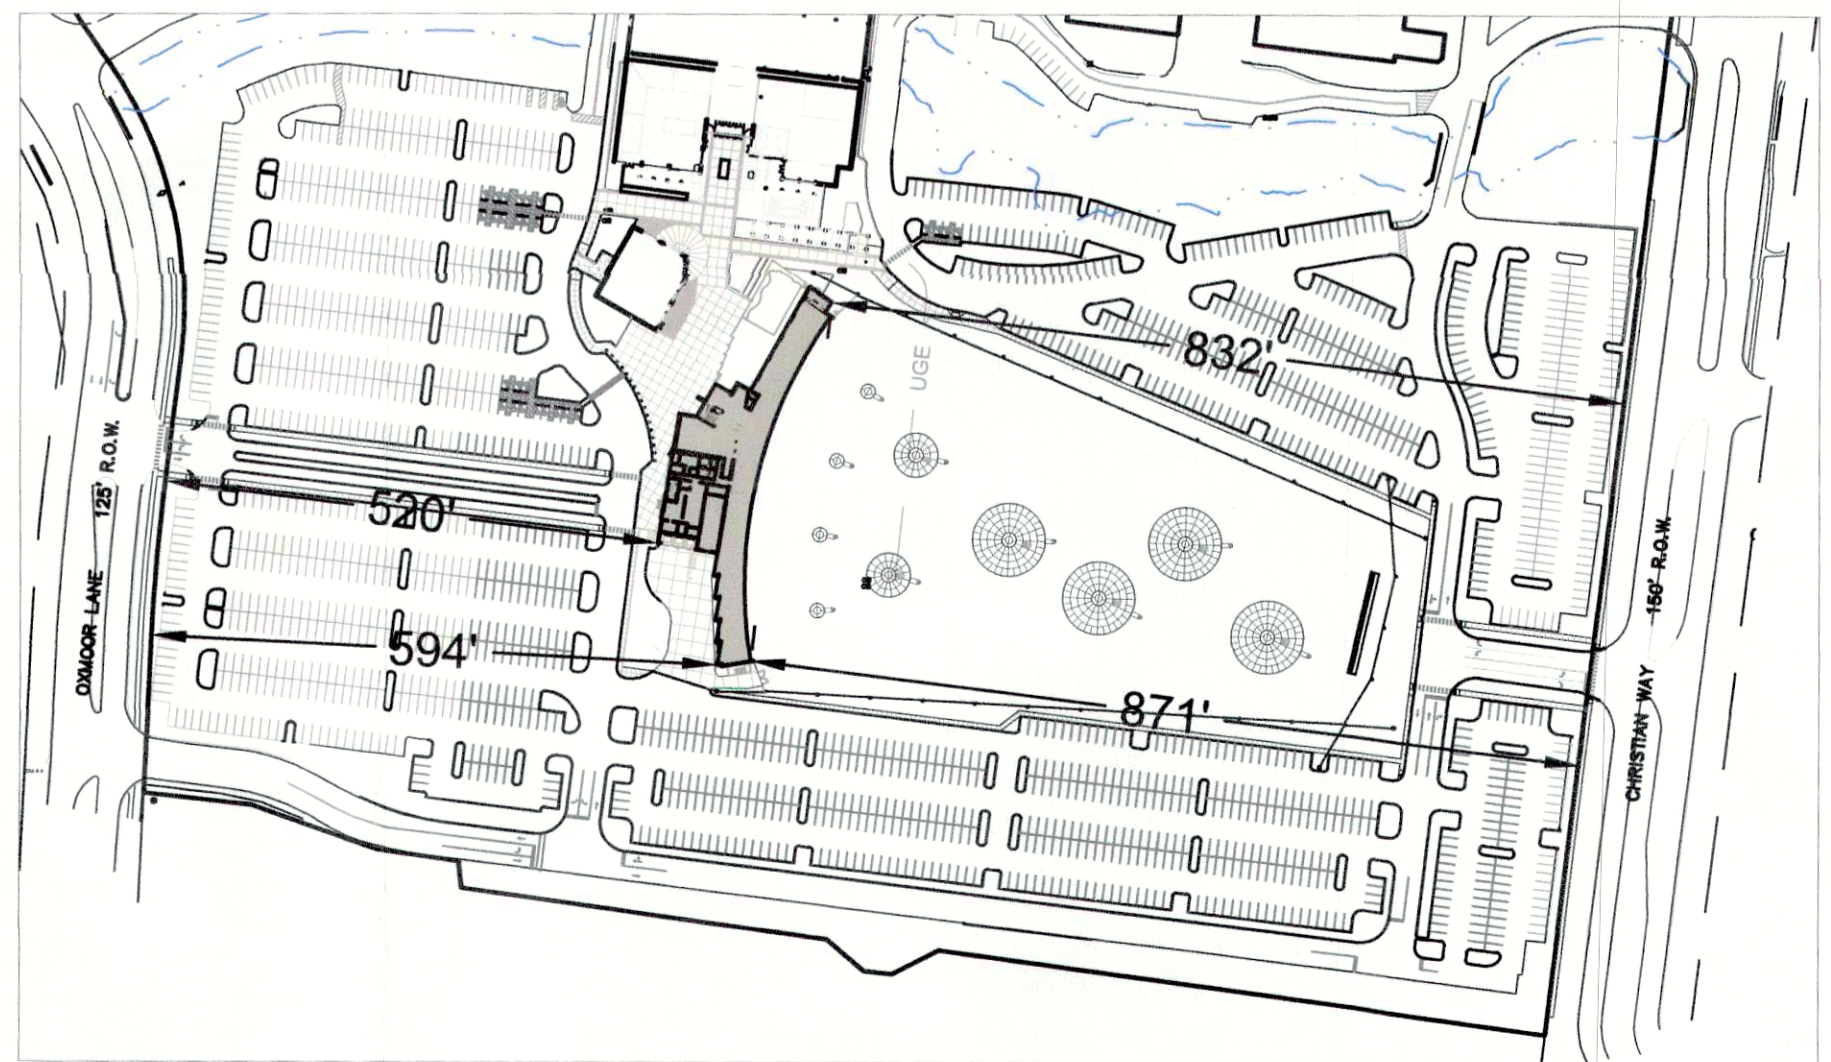 832'
UGE
520'
125' R.O.W.
OXMOOR LANE
594'
871'
150' R.O.W.
CHRISTIAN WAY